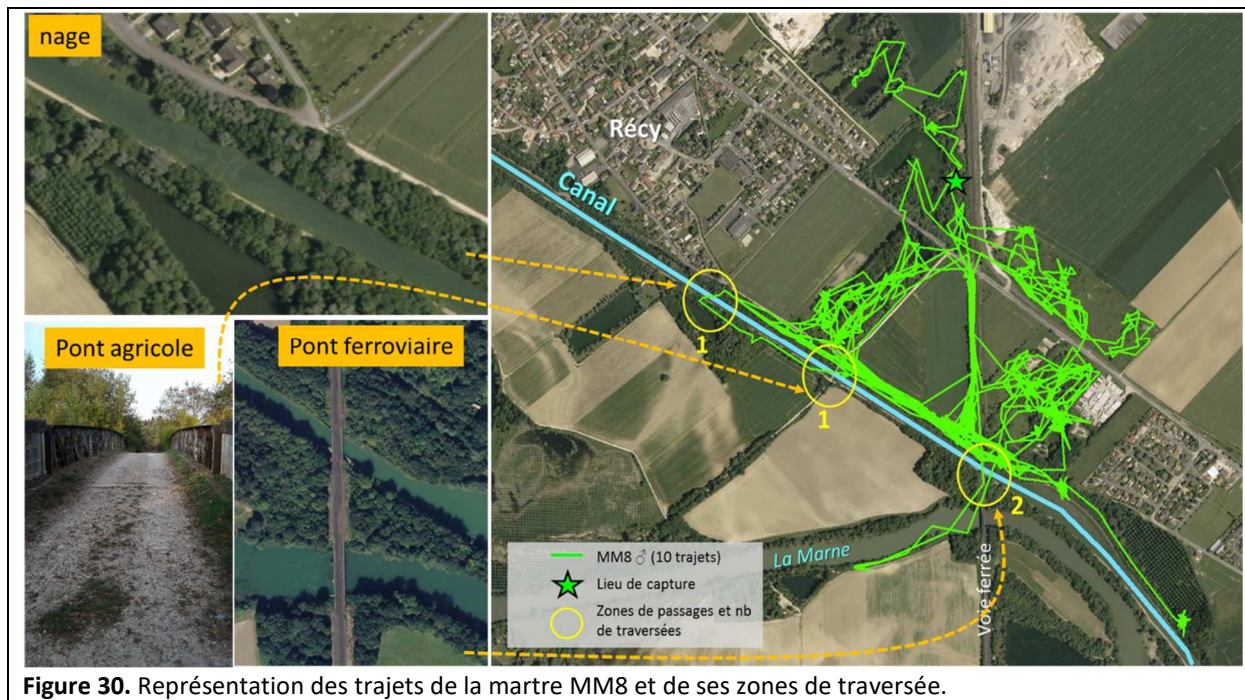 nage
Pont agricole
Pont ferroviaire
Récy
Canal
1
1
2
La Marne
Voie ferrée
MM8 ♂ (10 trajets)
Lieu de capture
Zones de passages et nb
de traversées
Figure 30. Représentation des trajets de la martre MM8 et de ses zones de traversée.